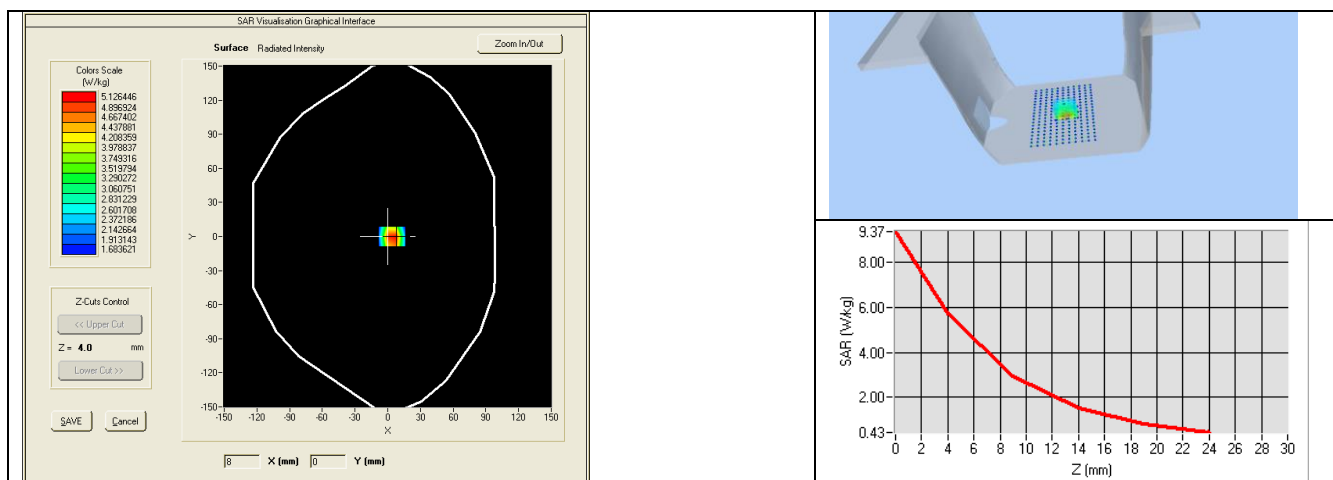 SAR Visualisation Graphical Interface
Surface Radiated Intensity
Zoom In/Out
Colors Scale
(W/kg)
5.126446
4.896924
4.667402
4.437881
4.208359
3.978837
3.749316
3.519794
3.290272
3.060751
2.831229
2.601708
2.372186
2.142664
1.913143
1.683621
Z-Cuts Control
<< Upper Cut
Z = 4.0 mm
Lower Cut >>
SAVE Cancel
150-
120-
90-
60-
30-
0-
-30-
-60-
-90-
-120-
-150-
Y
-150 -120 -90 -60 -30 0 30 60 90 120 150
X
8 X (mm) 0 Y (mm)
9.37-
8.00-
6.00-
4.00-
2.00-
0.43-
SAR (W/kg)
0 2 4 6 8 10 12 14 16 18 20 22 24 26 28 30
Z (mm)